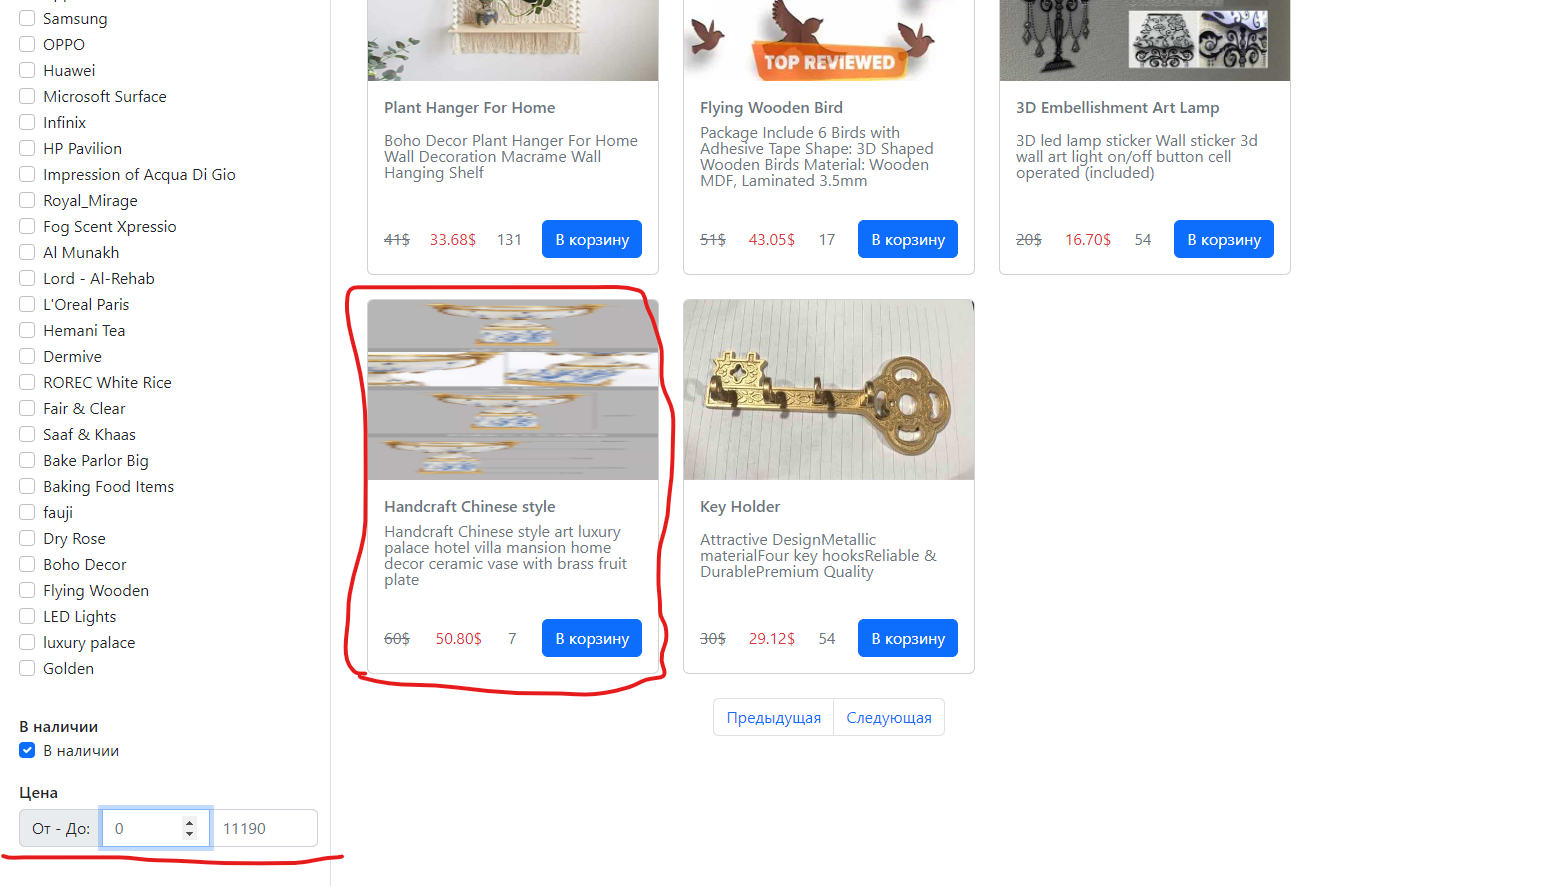 Samsung
OPPO
Huawei
Microsoft Surface
Infinix
HP Pavilion
Impression of Acqua Di Gio
Royal_Mirage
Fog Scent Xpressio
Al Munakh
Lord - Al-Rehab
L'Oreal Paris
Hemani Tea
Dermive
ROREC White Rice
Fair & Clear
Saaf & Khaas
Bake Parlor Big
Baking Food Items
fauji
Dry Rose
Boho Decor
Flying Wooden
LED Lights
luxury palace
Golden
В наличии
В наличии
Цена
От - До:
0
11190
Plant Hanger For Home
Boho Decor Plant Hanger For Home
Wall Decoration Macrame Wall
Hanging Shelf
41$ 33.68$ 131 В корзину
TOP REVIEWED
Flying Wooden Bird
Package Include 6 Birds with
Adhesive Tape Shape: 3D Shaped
Wooden Birds Material: Wooden
MDF, Laminated 3.5mm
51$ 43.05$ 17 В корзину
3D Embellishment Art Lamp
3D led lamp sticker Wall sticker 3d
wall art light on/off button cell
operated (included)
20$ 16.70$ 54 В корзину
Handcraft Chinese style
Handcraft Chinese style art luxury
palace hotel villa mansion home
decor ceramic vase with brass fruit
plate
60$ 50.80$ 7 В корзину
Key Holder
Attractive DesignMetallic
materialFour key hooksReliable &
DurablePremium Quality
30$ 29.12$ 54 В корзину
Предыдущая Следующая